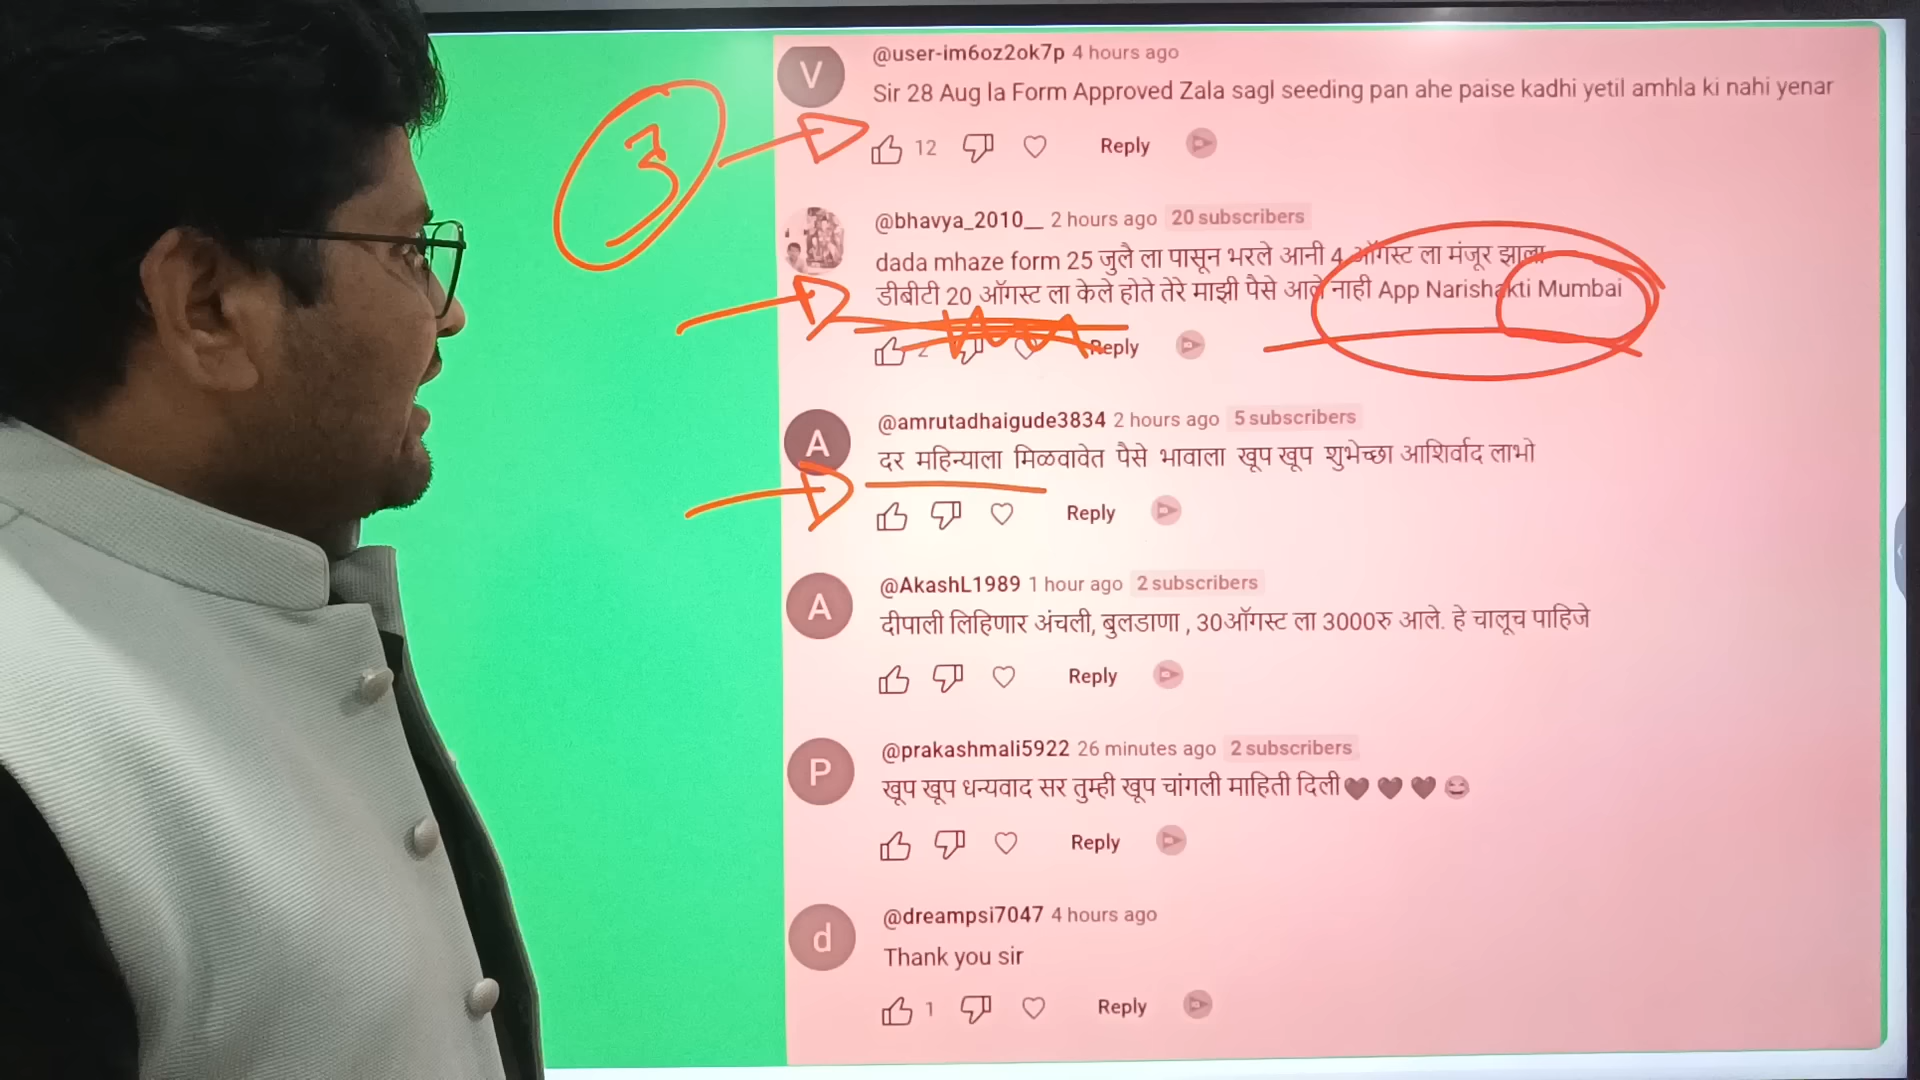 3
V
@user-im6oz2ok7p 4 hours ago
Sir 28 Aug la Form Approved Zala sagl seeding pan ahe paise kadhi yetil amhla ki nahi yenar
12 Reply
@bhavya_2010__ 2 hours ago 20 subscribers
dada mhaze form 25 जुलै ला पासून भरले आनी 4 ऑगस्ट ला मंजूर झाला
डीबीटी 20 ऑगस्ट ला केले होते तेरे माझी पैसे आले नाही App Narishakti Mumbai
2 Reply
A
@amrutadhaigude3834 2 hours ago 5 subscribers
दर महिन्याला मिळवावेत पैसे भावाला खूप खूप शुभेच्छा आशिर्वाद लाभो
Reply
A
@AkashL1989 1 hour ago 2 subscribers
दीपाली लिहिणार अंचली, बुलडाणा , 30ऑगस्ट ला 3000रु आले. हे चालूच पाहिजे
Reply
P
@prakashmali5922 26 minutes ago 2 subscribers
खूप खूप धन्यवाद सर तुम्ही खूप चांगली माहिती दिली🖤 🖤 🖤 😆
Reply
d
@dreampsi7047 4 hours ago
Thank you sir
1 Reply